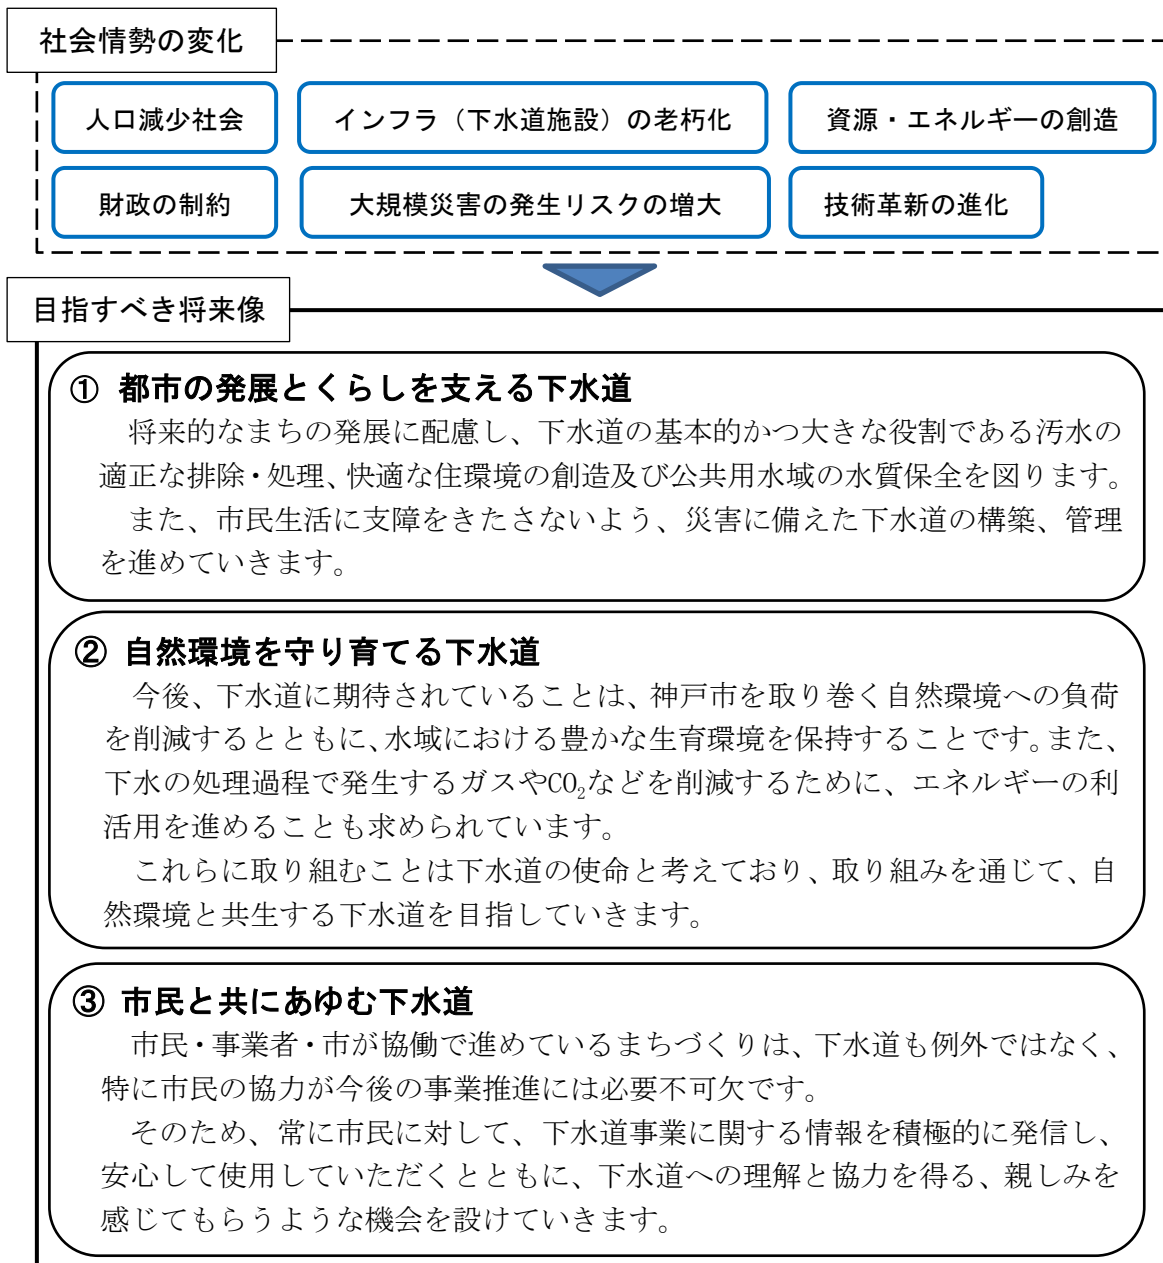 社会情勢の変化
人口減少社会
インフラ（下水道施設）の老朽化
資源・エネルギーの創造
財政の制約
大規模災害の発生リスクの増大
技術革新の進化
目指すべき将来像
① 都市の発展とくらしを支える下水道
将来的なまちの発展に配慮し、下水道の基本的かつ大きな役割である汚水の
適正な排除・処理、快適な住環境の創造及び公共用水域の水質保全を図ります。
また、市民生活に支障をきたさないよう、災害に備えた下水道の構築、管理
を進めていきます。
② 自然環境を守り育てる下水道
今後、下水道に期待されていることは、神戸市を取り巻く自然環境への負荷
を削減するとともに、水域における豊かな生育環境を保持することです。また、
下水の処理過程で発生するガスやCO₂などを削減するために、エネルギーの利
活用を進めることも求められています。
これらに取り組むことは下水道の使命と考えており、取り組みを通じて、自
然環境と共生する下水道を目指していきます。
③ 市民と共にあゆむ下水道
市民・事業者・市が協働で進めているまちづくりは、下水道も例外ではなく、
特に市民の協力が今後の事業推進には必要不可欠です。
そのため、常に市民に対して、下水道事業に関する情報を積極的に発信し、
安心して使用していただくとともに、下水道への理解と協力を得る、親しみを
感じてもらうような機会を設けていきます。